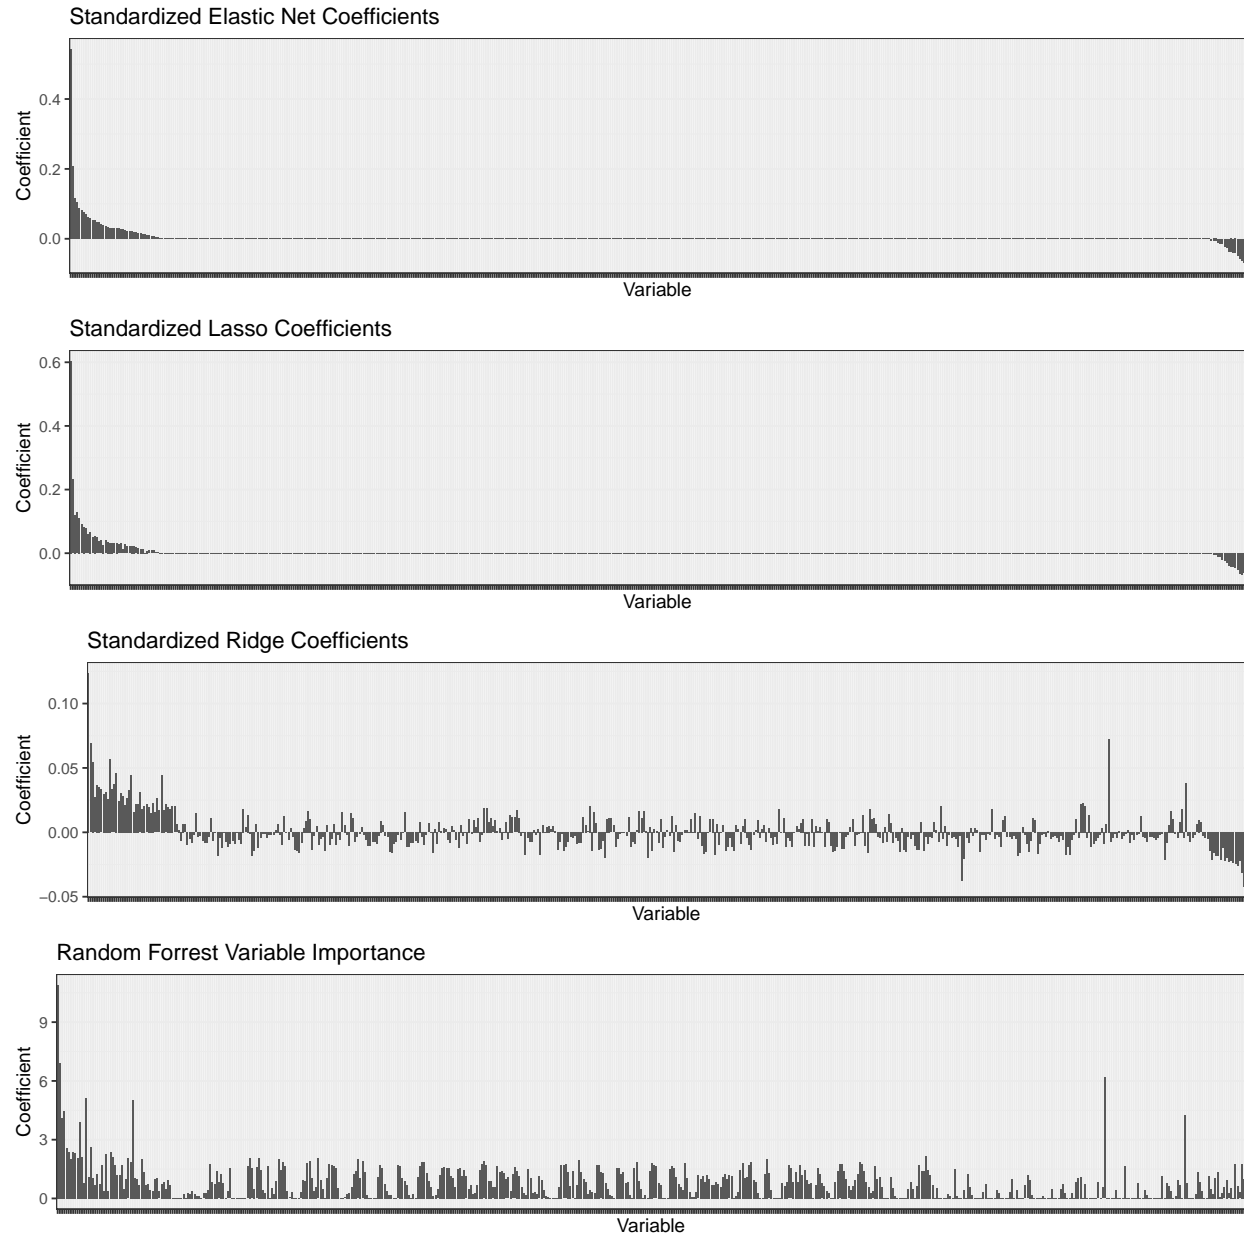 Standardized Elastic Net Coefficients
Coefficient
0.4
0.2
0.0
Variable
Standardized Lasso Coefficients
Coefficient
0.6
0.4
0.2
0.0
Variable
Standardized Ridge Coefficients
Coefficient
0.10
0.05
0.00
−0.05
Variable
Random Forrest Variable Importance
Coefficient
9
6
3
0
Variable